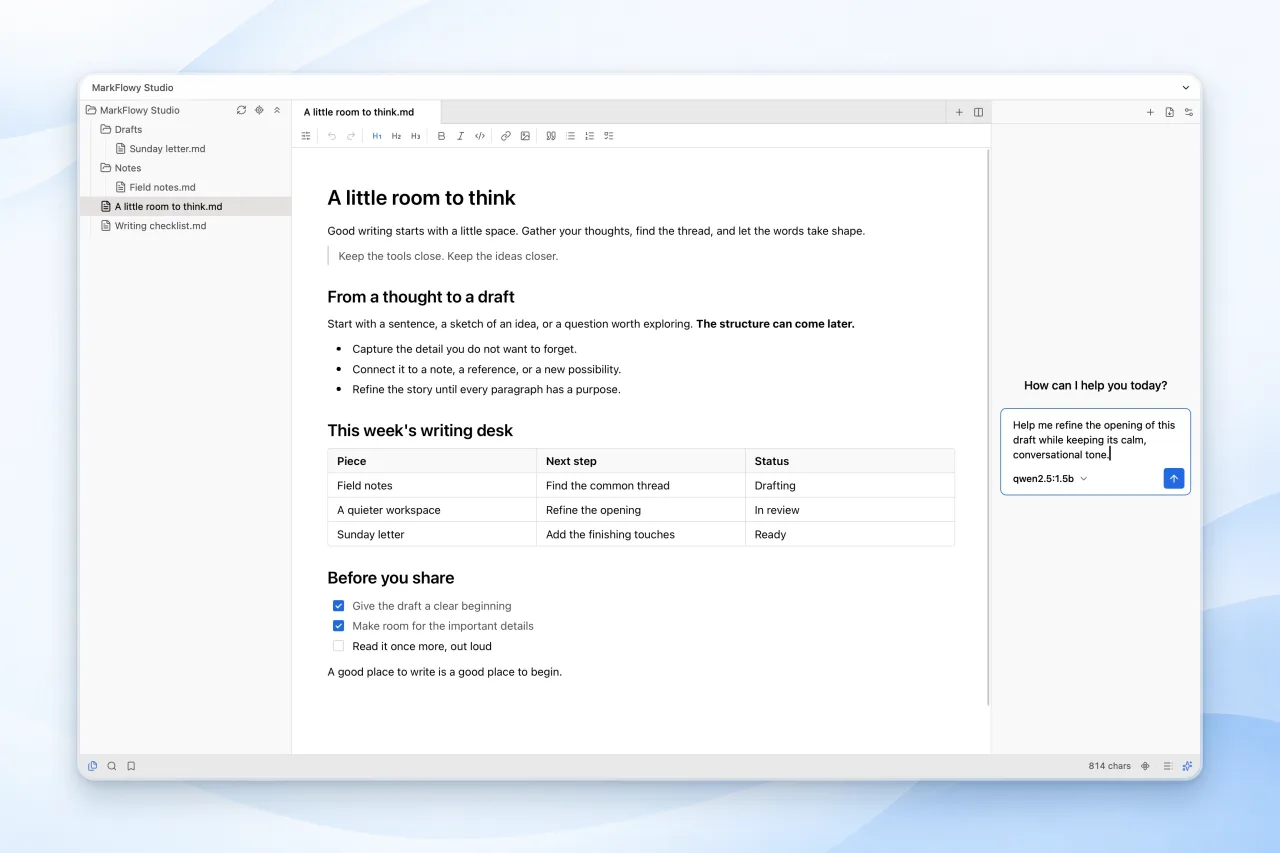 MarkFlowy Studio
MarkFlowy Studio
Drafts
Sunday letter.md
Notes
Field notes.md
A little room to think.md
Writing checklist.md
A little room to think.md
H1 H2 H3 B I
A little room to think
Good writing starts with a little space. Gather your thoughts, find the thread, and let the words take shape.
Keep the tools close. Keep the ideas closer.
From a thought to a draft
Start with a sentence, a sketch of an idea, or a question worth exploring. The structure can come later.
• Capture the detail you do not want to forget.
• Connect it to a note, a reference, or a new possibility.
• Refine the story until every paragraph has a purpose.
This week's writing desk
Piece Next step Status
Field notes Find the common thread Drafting
A quieter workspace Refine the opening In review
Sunday letter Add the finishing touches Ready
Before you share
Give the draft a clear beginning
Make room for the important details
Read it once more, out loud
A good place to write is a good place to begin.
How can I help you today?
Help me refine the opening of this
draft while keeping its calm,
conversational tone.
qwen2.5:1.5b
814 chars